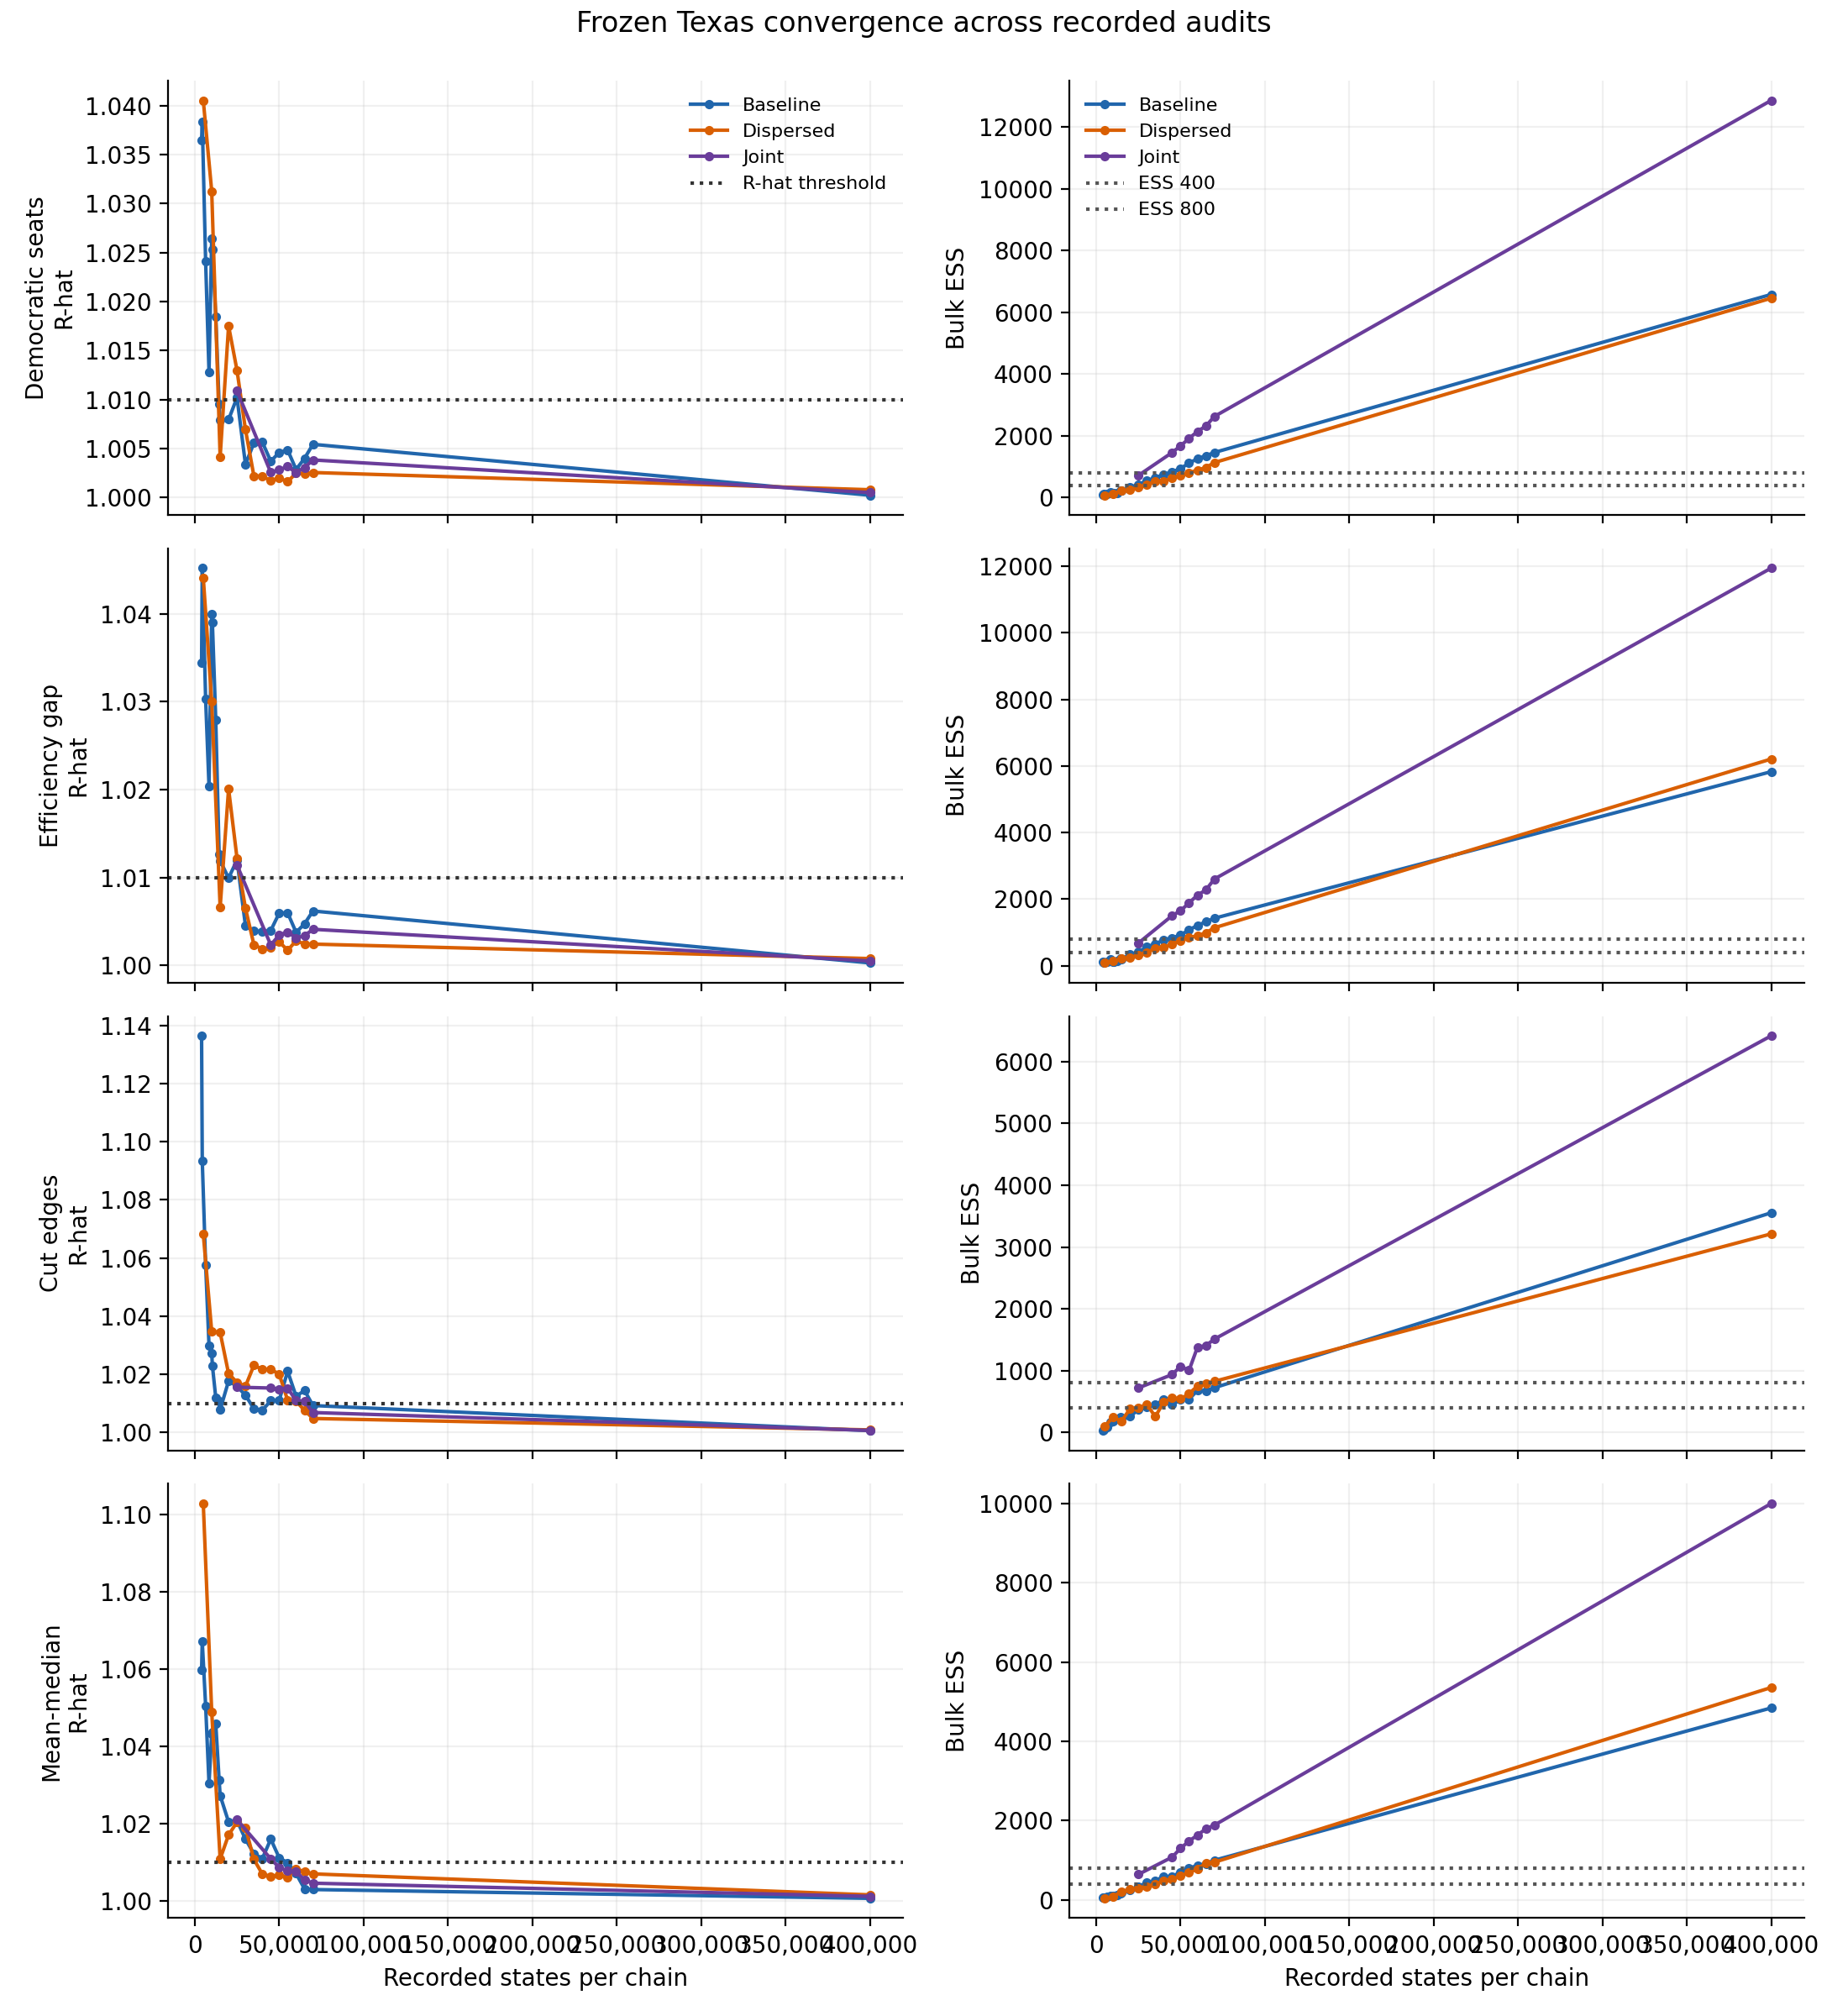 Frozen Texas convergence across recorded audits
Democratic seats
R-hat
1.040
1.035
1.030
1.025
1.020
1.015
1.010
1.005
1.000
Baseline
Dispersed
Joint
R-hat threshold
Bulk ESS
12000
10000
8000
6000
4000
2000
0
Baseline
Dispersed
Joint
ESS 400
ESS 800
Efficiency gap
R-hat
1.04
1.03
1.02
1.01
1.00
Bulk ESS
12000
10000
8000
6000
4000
2000
0
Cut edges
R-hat
1.14
1.12
1.10
1.08
1.06
1.04
1.02
1.00
Bulk ESS
6000
5000
4000
3000
2000
1000
0
Mean-median
R-hat
1.10
1.08
1.06
1.04
1.02
1.00
0 50,000 100,000 150,000 200,000 250,000 300,000 350,000 400,000
Recorded states per chain
Bulk ESS
10000
8000
6000
4000
2000
0
0 50,000 100,000 150,000 200,000 250,000 300,000 350,000 400,000
Recorded states per chain